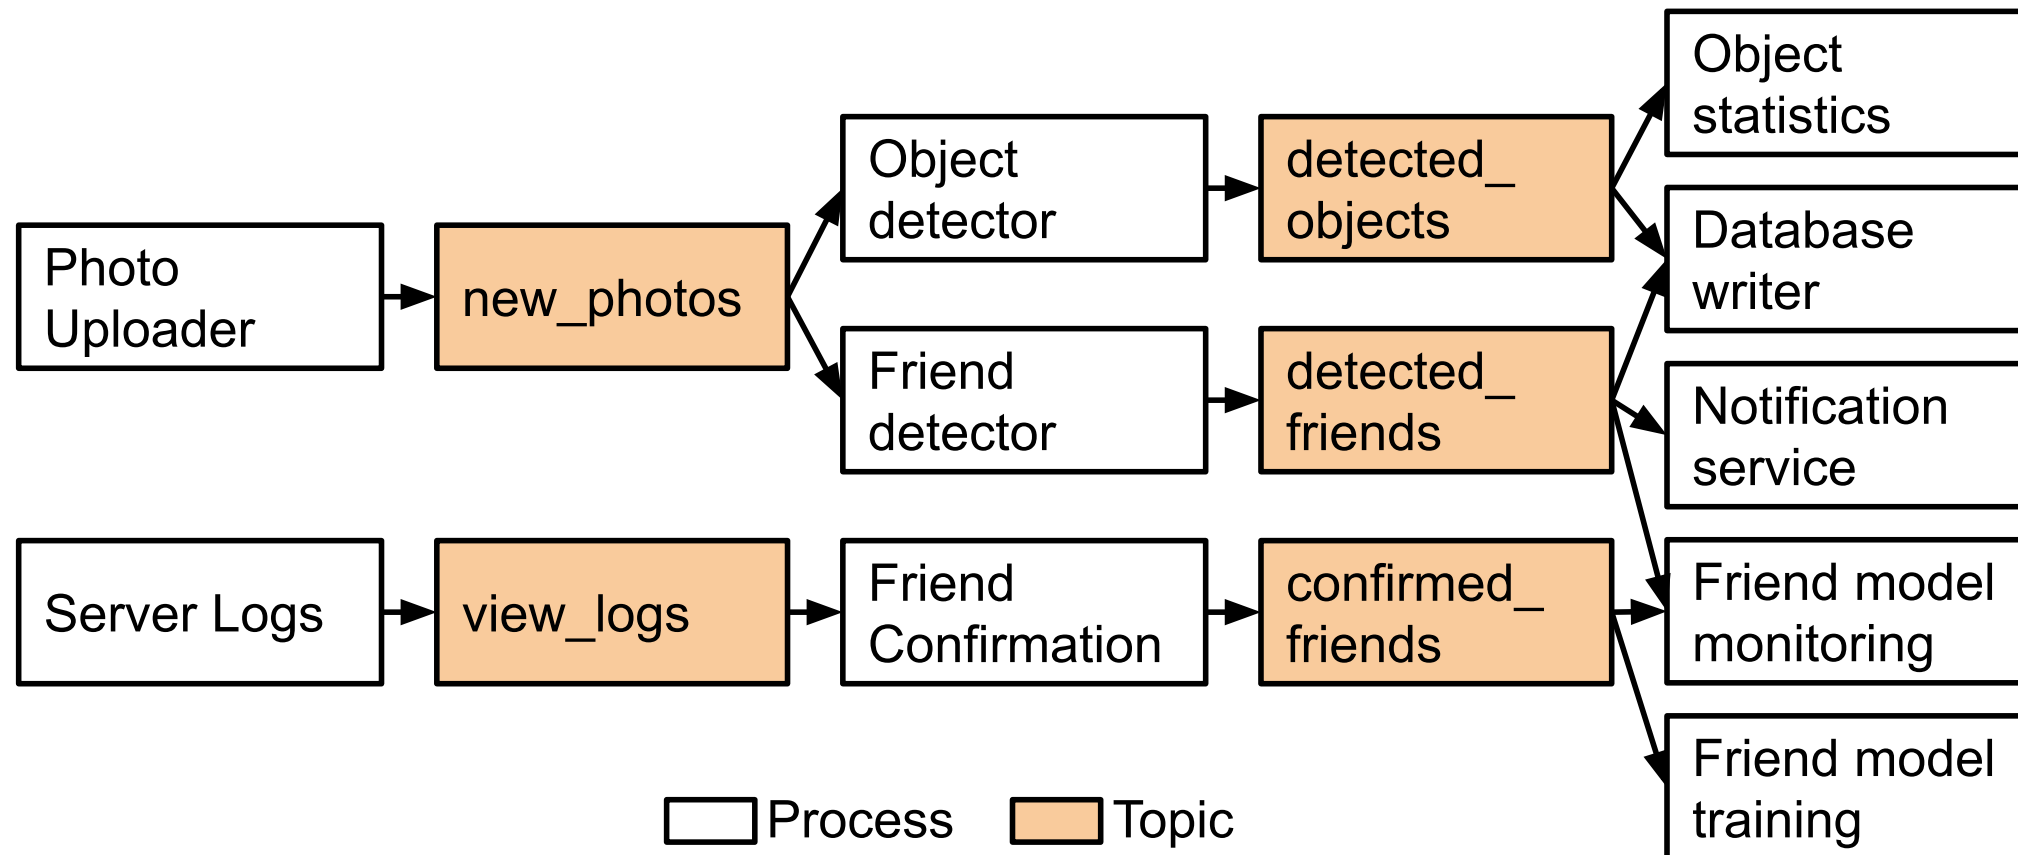 Photo
Uploader
new_photos
Object
detector
detected_
objects
Object
statistics
Database
writer
Friend
detector
detected_
friends
Notification
service
Server Logs
view_logs
Friend
Confirmation
confirmed_
friends
Friend model
monitoring
Friend model
training
Process
Topic